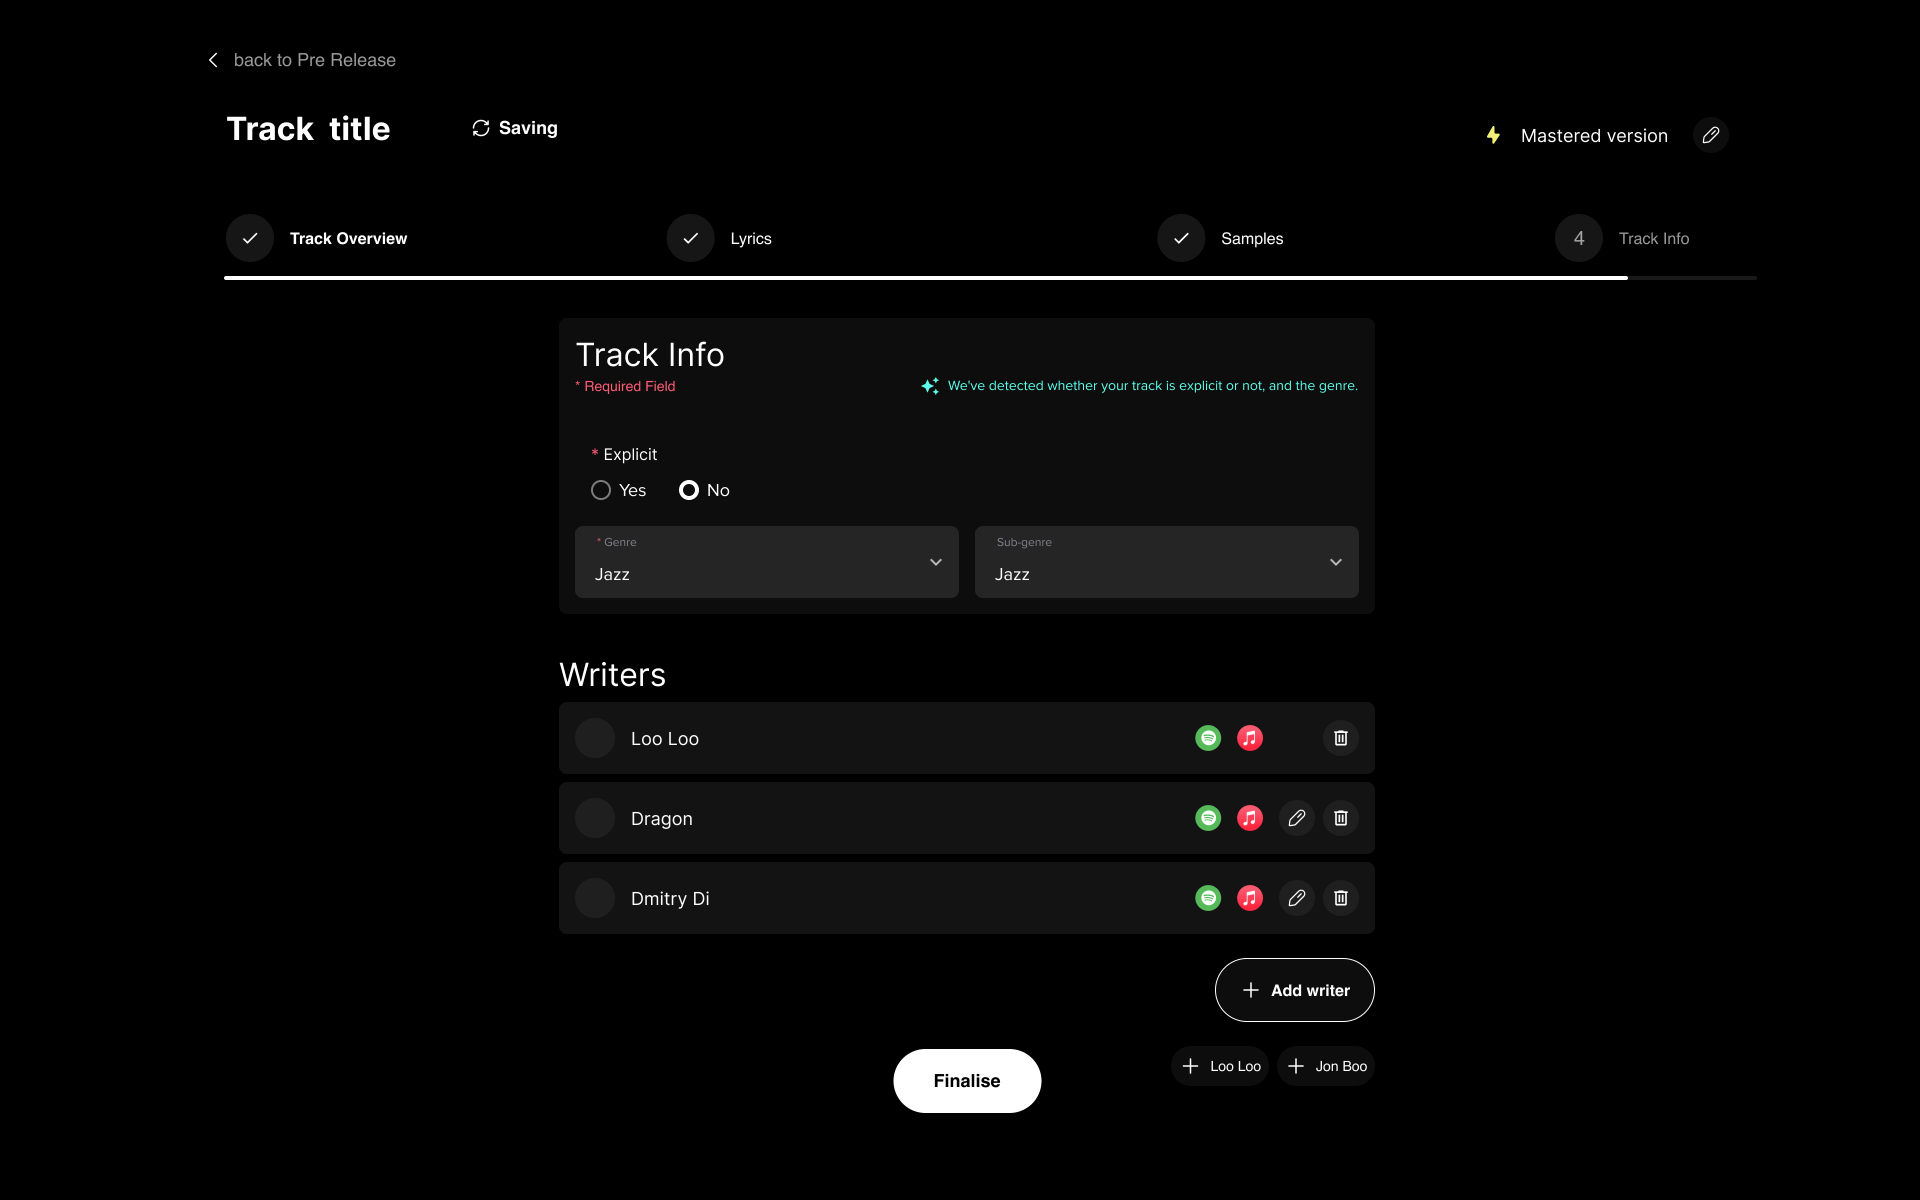 back to Pre Release
Track title
Saving
Mastered version
Track Overview
Lyrics
Samples
4
Track Info
Track Info
* Required Field
We've detected whether your track is explicit or not, and the genre.
* Explicit
Yes
No
* Genre
Jazz
Sub-genre
Jazz
Writers
Loo Loo
Dragon
Dmitry Di
Add writer
Finalise
Loo Loo
Jon Boo